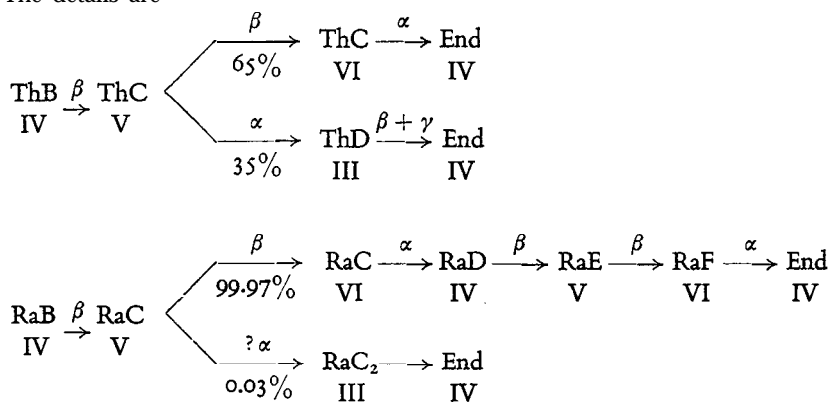 The details are
β ThC α End
65% VI IV
ThB β ThC
IV V
α ThD β + γ End
35% III IV
β RaC α RaD β RaE β RaF α End
99·97% VI IV V VI IV
RaB β RaC
IV V
? α RaC₂ End
0.03% III IV